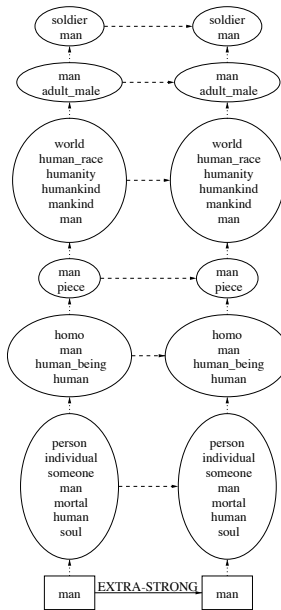 soldier
man
soldier
man
man
adult_male
man
adult_male
world
human_race
humanity
humankind
mankind
man
world
human_race
humanity
humankind
mankind
man
man
piece
man
piece
homo
man
human_being
human
homo
man
human_being
human
person
individual
someone
man
mortal
human
soul
person
individual
someone
man
mortal
human
soul
man
EXTRA-STRONG
man